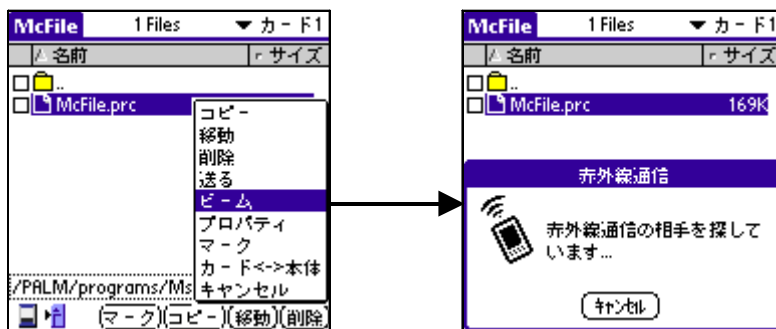 McFile 1 Files ▼ カード1
名前 サイズ
..
McFile.prc
コピー
移動
削除
送る
ビーム
プロパティ
マーク
カード<->本体
キャンセル
/PALM/programs/Ms
マーク コピー 移動 削除
McFile 1 Files ▼ カード1
名前 サイズ
..
McFile.prc 169K
赤外線通信
赤外線通信の相手を探して
います...
キャンセル